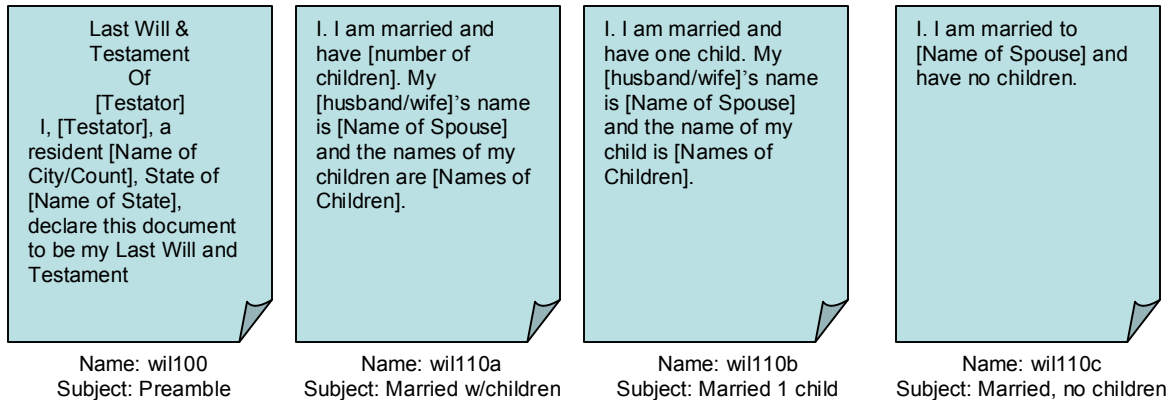 Last Will &
Testament
Of
[Testator]
I, [Testator], a
resident [Name of
City/Count], State of
[Name of State],
declare this document
to be my Last Will and
Testament
Name: wil100
Subject: Preamble
I. I am married and
have [number of
children]. My
[husband/wife]’s name
is [Name of Spouse]
and the names of my
children are [Names of
Children].
Name: wil110a
Subject: Married w/children
I. I am married and
have one child. My
[husband/wife]’s name
is [Name of Spouse]
and the name of my
child is [Names of
Children].
Name: wil110b
Subject: Married 1 child
I. I am married to
[Name of Spouse] and
have no children.
Name: wil110c
Subject: Married, no children